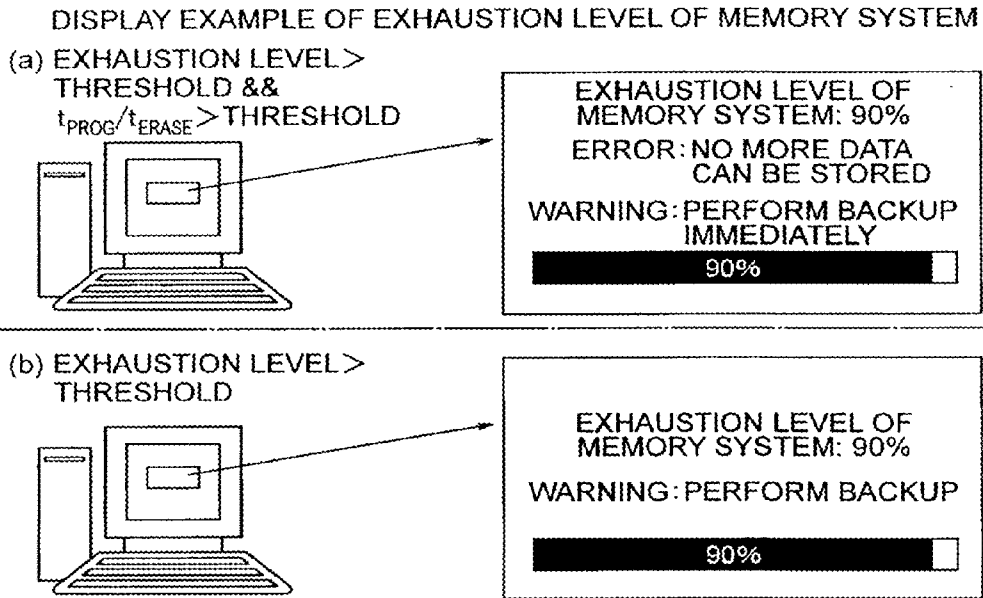 DISPLAY EXAMPLE OF EXHAUSTION LEVEL OF MEMORY SYSTEM
(a) EXHAUSTION LEVEL>
THRESHOLD &&
tPROG/tERASE>THRESHOLD
EXHAUSTION LEVEL OF
MEMORY SYSTEM: 90%
ERROR:NO MORE DATA
CAN BE STORED
WARNING:PERFORM BACKUP
IMMEDIATELY
90%
(b) EXHAUSTION LEVEL>
THRESHOLD
EXHAUSTION LEVEL OF
MEMORY SYSTEM: 90%
WARNING:PERFORM BACKUP
90%